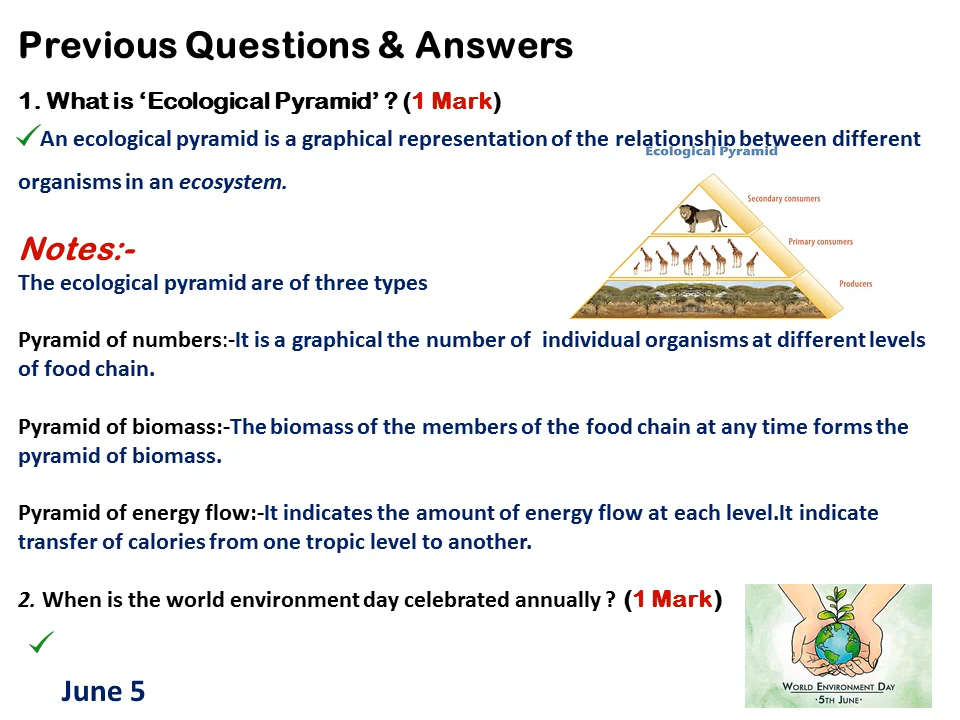 Previous Questions & Answers
1. What is ‘Ecological Pyramid’ ? (1 Mark)
An ecological pyramid is a graphical representation of the relationship between different
organisms in an ecosystem.
Ecological Pyramid
Secondary consumers
Primary consumers
Producers
Notes:-
The ecological pyramid are of three types
Pyramid of numbers:-It is a graphical the number of individual organisms at different levels
of food chain.
Pyramid of biomass:-The biomass of the members of the food chain at any time forms the
pyramid of biomass.
Pyramid of energy flow:-It indicates the amount of energy flow at each level.It indicate
transfer of calories from one tropic level to another.
2. When is the world environment day celebrated annually ? (1 Mark)
June 5
World Environment Day
·5th June·